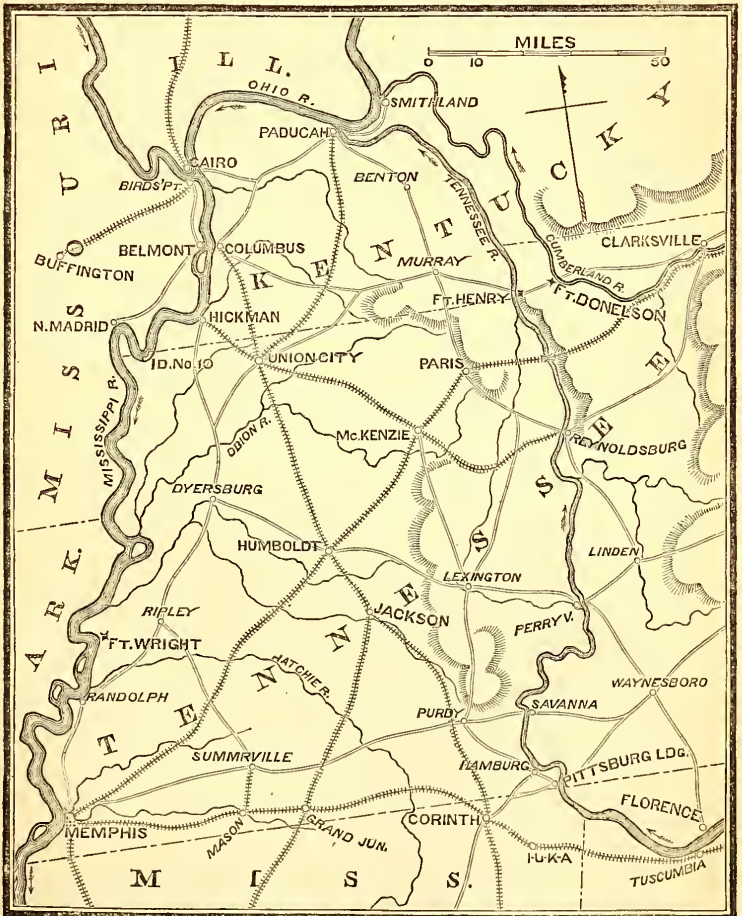 MILES
0 10 50
ILL.
MISSOURI
KENTUCKY
TENNESSEE
ARK.
MISS.
OHIO R.
SMITHLAND
PADUCAH
CAIRO
BIRDS' PT.
BENTON
TENNESSEE R.
CUMBERLAND R.
CLARKSVILLE
BUFFINGTON
BELMONT
COLUMBUS
MURRAY
FT. HENRY
FT. DONELSON
N. MADRID
HICKMAN
ID. No. 10
UNION CITY
PARIS
MISSISSIPPI R.
OBION R.
Mc.KENZIE
REYNOLDSBURG
DYERSBURG
HUMBOLDT
LINDEN
LEXINGTON
RIPLEY
JACKSON
PERRY V.
FT. WRIGHT
HATCHIE R.
RANDOLPH
WAYNESBORO
PURDY
SAVANNA
SUMMRVILLE
HAMBURG
PITTSBURG LDG.
MEMPHIS
MASON
GRAND JUN.
CORINTH
FLORENCE
I-U-K-A
TUSCUMBIA